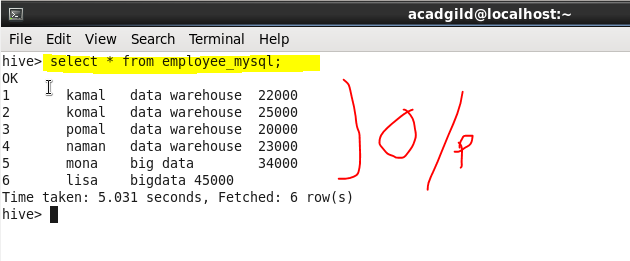 acadgild@localhost:~
File Edit View Search Terminal Help
hive> select * from employee_mysql;
OK
1 kamal data warehouse 22000
2 komal data warehouse 25000
3 pomal data warehouse 20000
4 naman data warehouse 23000
5 mona big data 34000
6 lisa bigdata 45000
Time taken: 5.031 seconds, Fetched: 6 row(s)
hive>
O/P